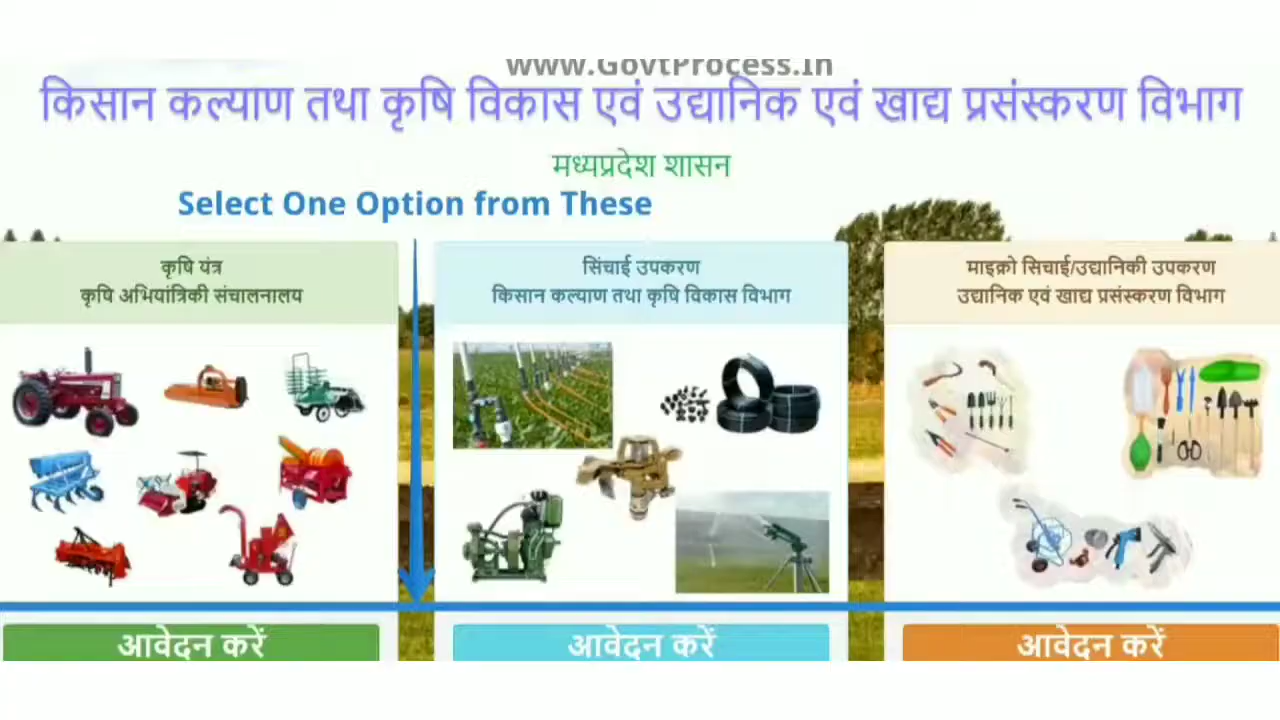 www.GovtProcess.In
किसान कल्याण तथा कृषि विकास एवं उद्यानिक एवं खाद्य प्रसंस्करण विभाग
मध्यप्रदेश शासन
Select One Option from These
कृषि यंत्र
कृषि अभियांत्रिकी संचालनालय
सिंचाई उपकरण
किसान कल्याण तथा कृषि विकास विभाग
माइक्रो सिचाई/उद्यानिकी उपकरण
उद्यानिक एवं खाद्य प्रसंस्करण विभाग
आवेदन करें
आवेदन करें
आवेदन करें